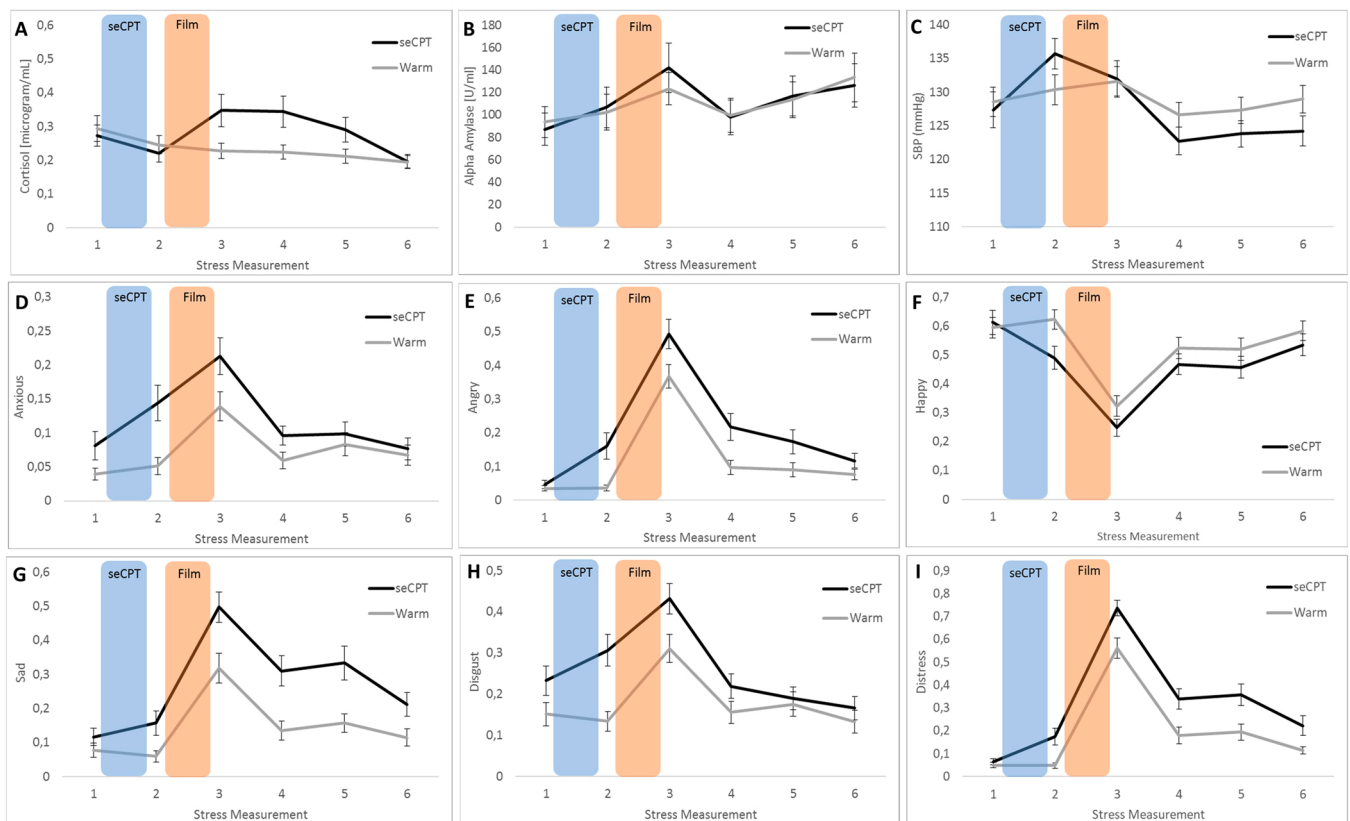 A
seCPT
Film
seCPT
Warm
Cortisol [microgram/mL]
0,6
0,5
0,4
0,3
0,2
0,1
0
1 2 3 4 5 6
Stress Measurement
B
seCPT
Film
seCPT
Warm
Alpha Amylase [U/ml]
180
160
140
120
100
80
60
40
20
0
1 2 3 4 5 6
Stress Measurement
C
seCPT
Film
seCPT
Warm
SBP (mmHg)
140
135
130
125
120
115
110
1 2 3 4 5 6
Stress Measurement
D
seCPT
Film
seCPT
Warm
Anxious
0,3
0,25
0,2
0,15
0,1
0,05
0
1 2 3 4 5 6
Stress Measurement
E
seCPT
Film
seCPT
Warm
Angry
0,6
0,5
0,4
0,3
0,2
0,1
0
1 2 3 4 5 6
Stress Measurement
F
seCPT
Film
seCPT
Warm
Happy
0,7
0,6
0,5
0,4
0,3
0,2
0,1
0
1 2 3 4 5 6
Stress Measurement
G
seCPT
Film
seCPT
Warm
Sad
0,6
0,5
0,4
0,3
0,2
0,1
0
1 2 3 4 5 6
Stress Measurement
H
seCPT
Film
seCPT
Warm
Disgust
0,5
0,4
0,3
0,2
0,1
0
1 2 3 4 5 6
Stress Measurement
I
seCPT
Film
seCPT
Warm
Distress
0,9
0,8
0,7
0,6
0,5
0,4
0,3
0,2
0,1
0
1 2 3 4 5 6
Stress Measurement